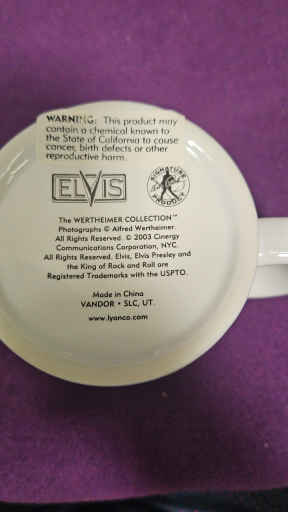 WARNING: This product may
contain a chemical known to
the State of California to cause
cancer, birth defects or other
reproductive harm.
ELVIS
SIGNATURE
PRODUCT
The WERTHEIMER COLLECTION™
Photographs © Alfred Wertheimer.
All Rights Reserved. © 2003 Cinergy
Communications Corporation, NYC.
All Rights Reserved. Elvis, Elvis Presley and
the King of Rock and Roll are
Registered Trademarks with the USPTO.
Made in China
VANDOR • SLC, UT.
www.lyonco.com